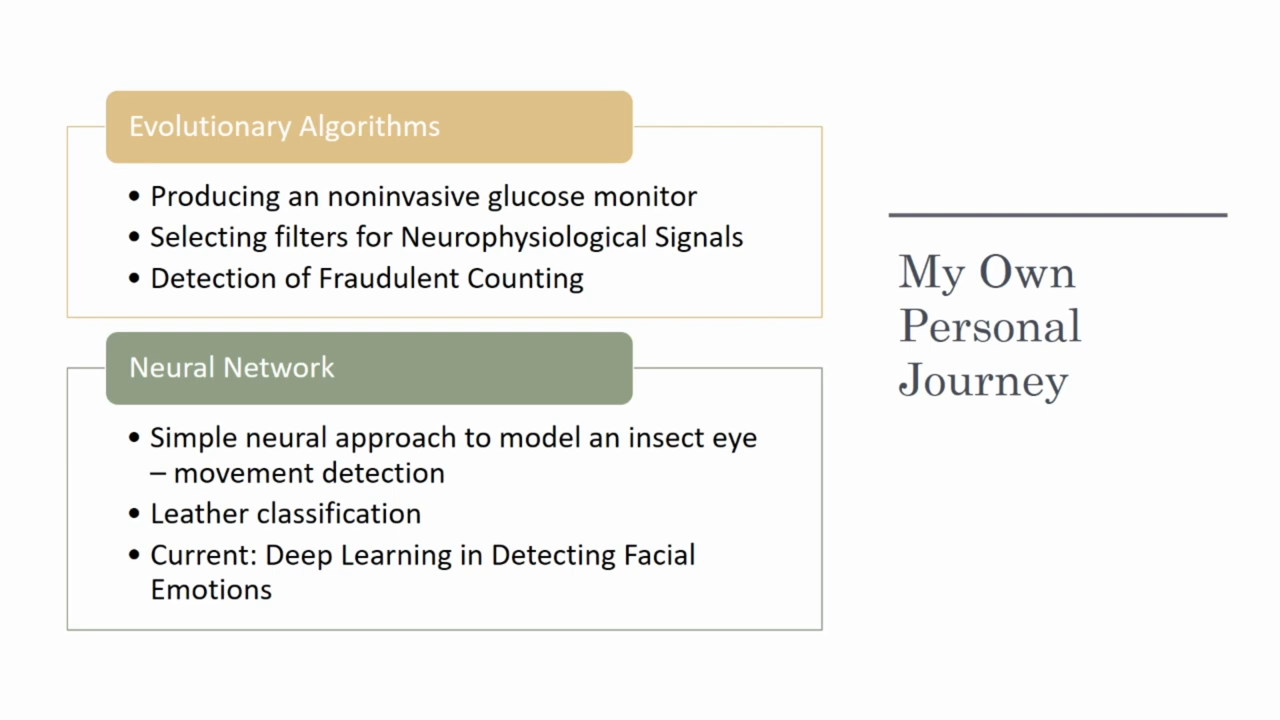 Evolutionary Algorithms
• Producing an noninvasive glucose monitor
• Selecting filters for Neurophysiological Signals
• Detection of Fraudulent Counting
Neural Network
• Simple neural approach to model an insect eye
– movement detection
• Leather classification
• Current: Deep Learning in Detecting Facial
Emotions
My Own
Personal
Journey